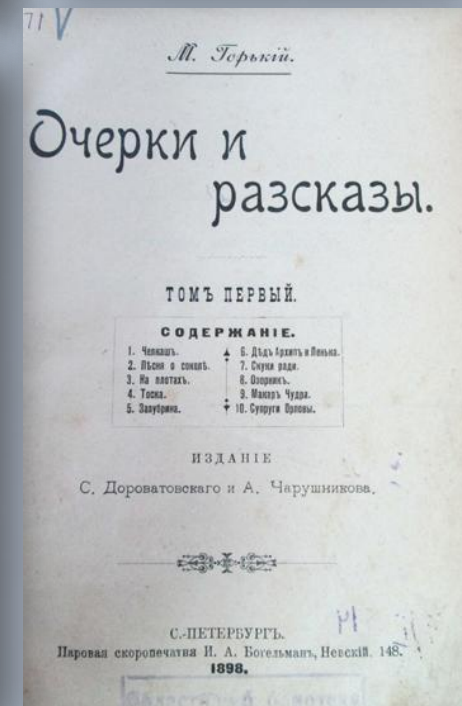 71 V
М. Горькій.
Очерки и
разсказы.
ТОМЪ ПЕРВЫЙ.
СОДЕРЖАНІЕ.
1. Челкашъ.
2. Пѣсня о соколѣ.
3. На плотахъ.
4. Тоска.
5. Зазубрина.
6. Дѣдъ Архипъ и Ленька.
7. Скуки ради.
8. Озорникъ.
9. Макаръ Чудра.
10. Супруги Орловы.
ИЗДАНІЕ
С. Дороватовскаго и А. Чарушникова.
С.-ПЕТЕРБУРГЪ.
Паровая скоропечатня И. А. Богельманъ, Невскій, 148.
1898.